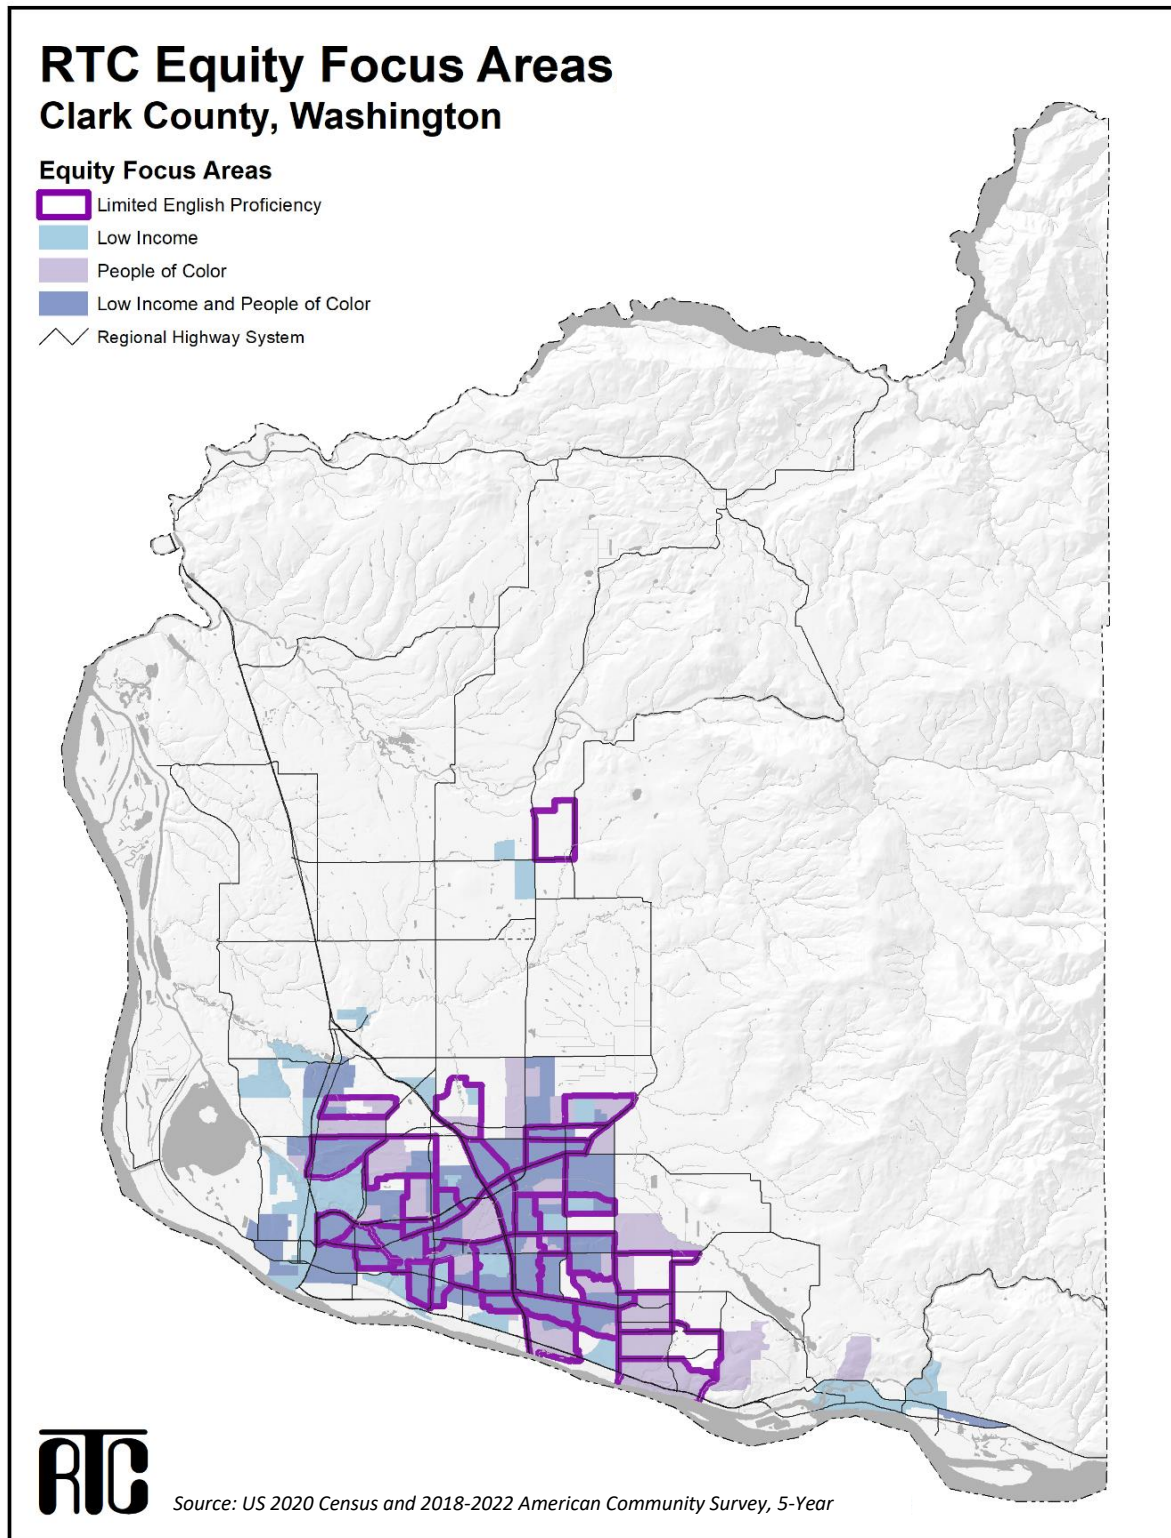 RTC Equity Focus Areas
Clark County, Washington
Equity Focus Areas
Limited English Proficiency
Low Income
People of Color
Low Income and People of Color
Regional Highway System
RTC
Source: US 2020 Census and 2018-2022 American Community Survey, 5-Year